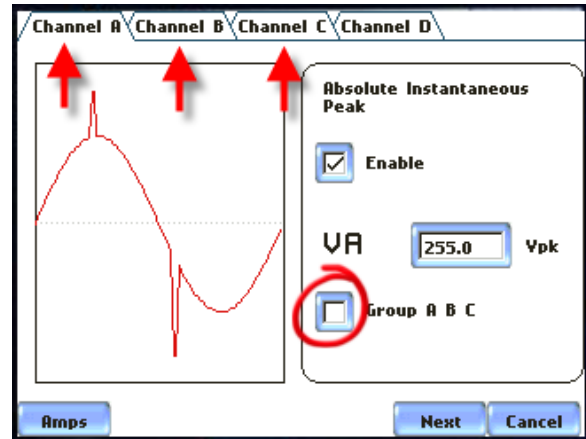 Channel A Channel B Channel C Channel D
Absolute Instantaneous
Peak
Enable
VA 255.0 Vpk
Group A B C
Amps Next Cancel